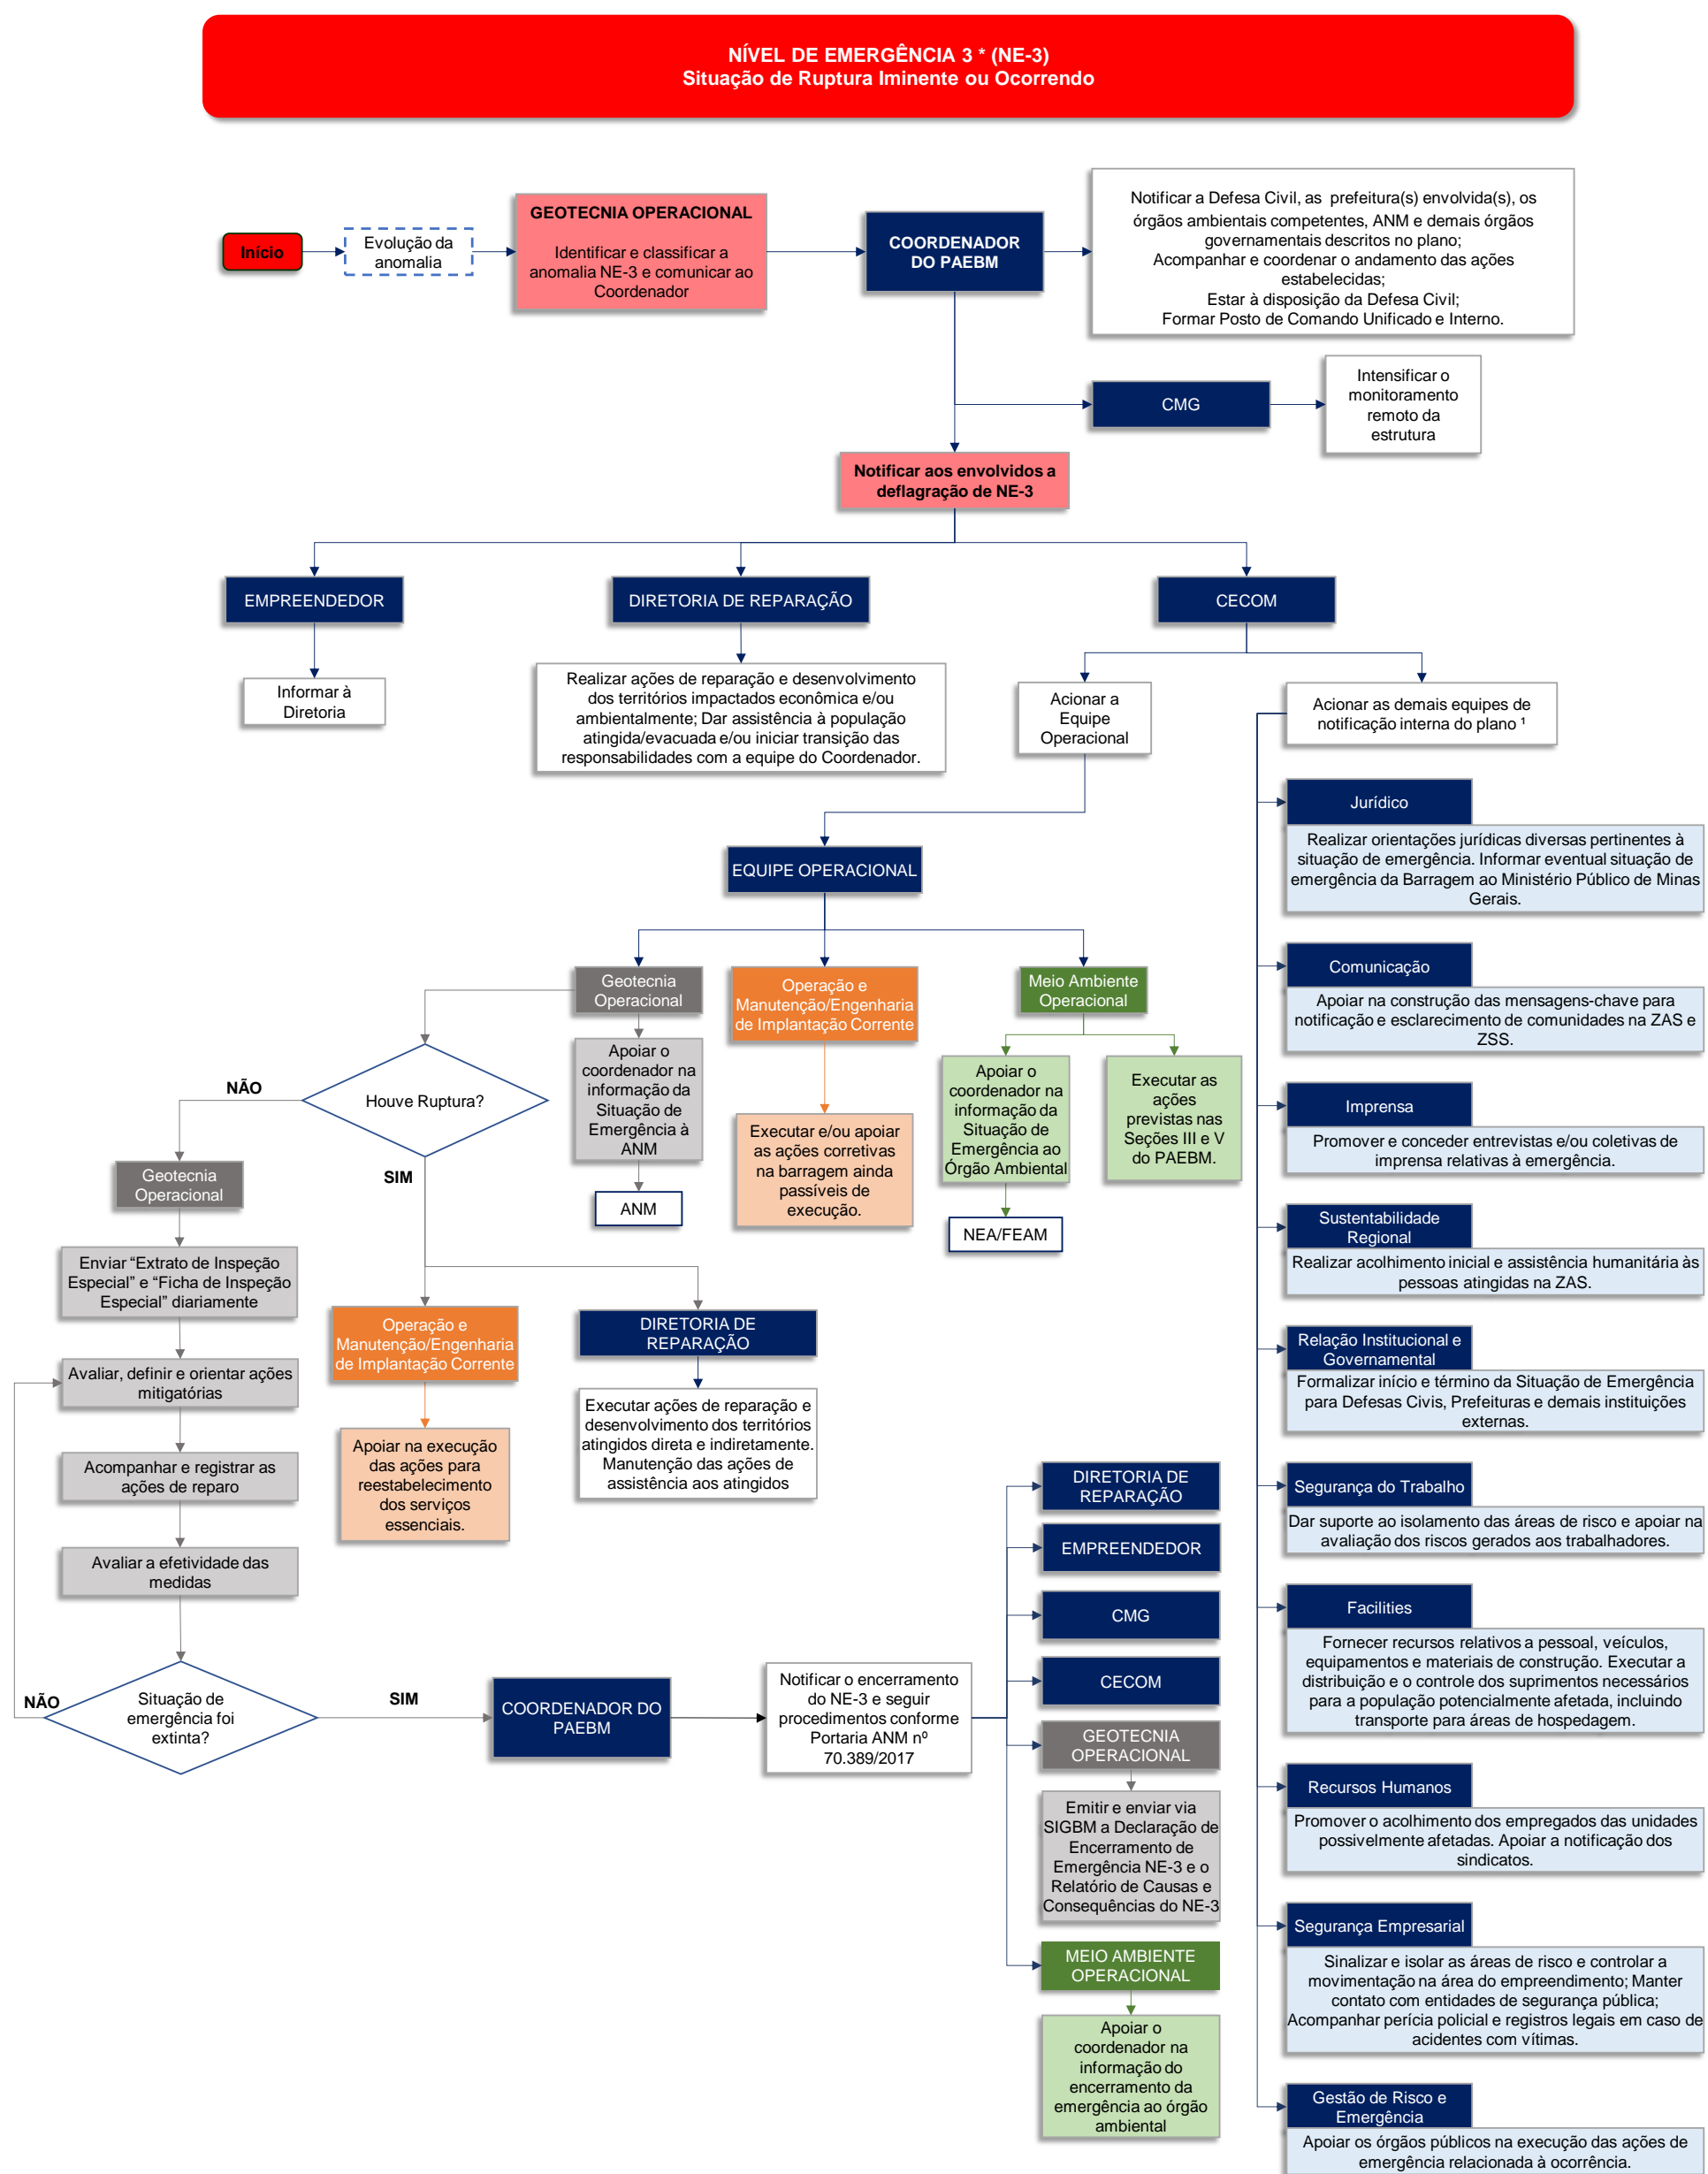 NÍVEL DE EMERGÊNCIA 3 * (NE-3)
Situação de Ruptura Iminente ou Ocorrendo
Início
Evolução da
anomalia
GEOTECNIA OPERACIONAL
Identificar e classificar a
anomalia NE-3 e comunicar ao
Coordenador
COORDENADOR
DO PAEBM
Notificar a Defesa Civil, as prefeitura(s) envolvida(s), os
órgãos ambientais competentes, ANM e demais órgãos
governamentais descritos no plano;
Acompanhar e coordenar o andamento das ações
estabelecidas;
Estar à disposição da Defesa Civil;
Formar Posto de Comando Unificado e Interno.
CMG
Intensificar o
monitoramento
remoto da
estrutura
Notificar aos envolvidos a
deflagração de NE-3
EMPREENDEDOR
DIRETORIA DE REPARAÇÃO
CECOM
Informar à
Diretoria
Realizar ações de reparação e desenvolvimento
dos territórios impactados econômica e/ou
ambientalmente; Dar assistência à população
atingida/evacuada e/ou iniciar transição das
responsabilidades com a equipe do Coordenador.
Acionar a
Equipe
Operacional
Acionar as demais equipes de
notificação interna do plano ¹
EQUIPE OPERACIONAL
Geotecnia
Operacional
Operação e
Manutenção/Engenharia
de Implantação Corrente
Meio Ambiente
Operacional
Apoiar o
coordenador na
informação da
Situação de
Emergência à
ANM
ANM
Executar e/ou apoiar
as ações corretivas
na barragem ainda
passíveis de
execução.
Apoiar o
coordenador na
informação da
Situação de
Emergência ao
Órgão Ambiental
NEA/FEAM
Executar as
ações
previstas nas
Seções III e V
do PAEBM.
Houve Ruptura?
NÃO
SIM
Geotecnia
Operacional
Enviar “Extrato de Inspeção
Especial” e “Ficha de Inspeção
Especial” diariamente
Avaliar, definir e orientar ações
mitigatórias
Acompanhar e registrar as
ações de reparo
Avaliar a efetividade das
medidas
Situação de
emergência foi
extinta?
NÃO
SIM
Operação e
Manutenção/Engenharia
de Implantação Corrente
Apoiar na execução
das ações para
reestabelecimento
dos serviços
essenciais.
DIRETORIA DE
REPARAÇÃO
Executar ações de reparação e
desenvolvimento dos territórios
atingidos direta e indiretamente.
Manutenção das ações de
assistência aos atingidos
COORDENADOR DO
PAEBM
Notificar o encerramento
do NE-3 e seguir
procedimentos conforme
Portaria ANM nº
70.389/2017
DIRETORIA DE
REPARAÇÃO
EMPREENDEDOR
CMG
CECOM
GEOTECNIA
OPERACIONAL
Emitir e enviar via
SIGBM a Declaração de
Encerramento de
Emergência NE-3 e o
Relatório de Causas e
Consequências do NE-3
MEIO AMBIENTE
OPERACIONAL
Apoiar o
coordenador na
informação do
encerramento da
emergência ao órgão
ambiental
Jurídico
Realizar orientações jurídicas diversas pertinentes à
situação de emergência. Informar eventual situação de
emergência da Barragem ao Ministério Público de Minas
Gerais.
Comunicação
Apoiar na construção das mensagens-chave para
notificação e esclarecimento de comunidades na ZAS e
ZSS.
Imprensa
Promover e conceder entrevistas e/ou coletivas de
imprensa relativas à emergência.
Sustentabilidade
Regional
Realizar acolhimento inicial e assistência humanitária às
pessoas atingidas na ZAS.
Relação Institucional e
Governamental
Formalizar início e término da Situação de Emergência
para Defesas Civis, Prefeituras e demais instituições
externas.
Segurança do Trabalho
Dar suporte ao isolamento das áreas de risco e apoiar na
avaliação dos riscos gerados aos trabalhadores.
Facilities
Fornecer recursos relativos a pessoal, veículos,
equipamentos e materiais de construção. Executar a
distribuição e o controle dos suprimentos necessários
para a população potencialmente afetada, incluindo
transporte para áreas de hospedagem.
Recursos Humanos
Promover o acolhimento dos empregados das unidades
possivelmente afetadas. Apoiar a notificação dos
sindicatos.
Segurança Empresarial
Sinalizar e isolar as áreas de risco e controlar a
movimentação na área do empreendimento; Manter
contato com entidades de segurança pública;
Acompanhar perícia policial e registros legais em caso de
acidentes com vítimas.
Gestão de Risco e
Emergência
Apoiar os órgãos públicos na execução das ações de
emergência relacionada à ocorrência.